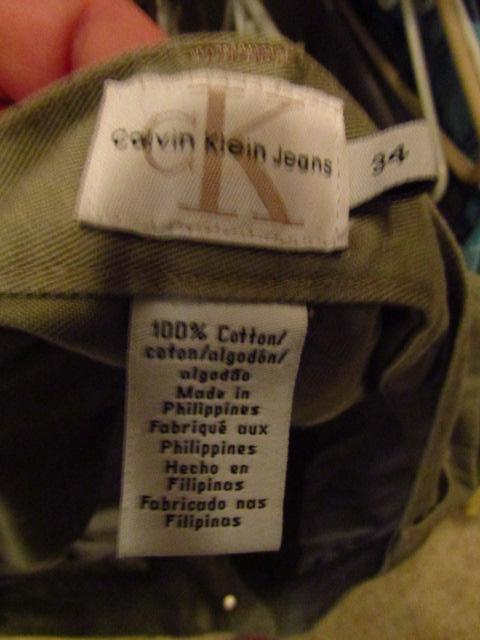 CK
Calvin Klein Jeans
34
100% Cotton/
coton/algodón/
algodão
Made in
Philippines
Fabriqué aux
Philippines
Hecho en
Filipinas
Fabricado nas
Filipinas